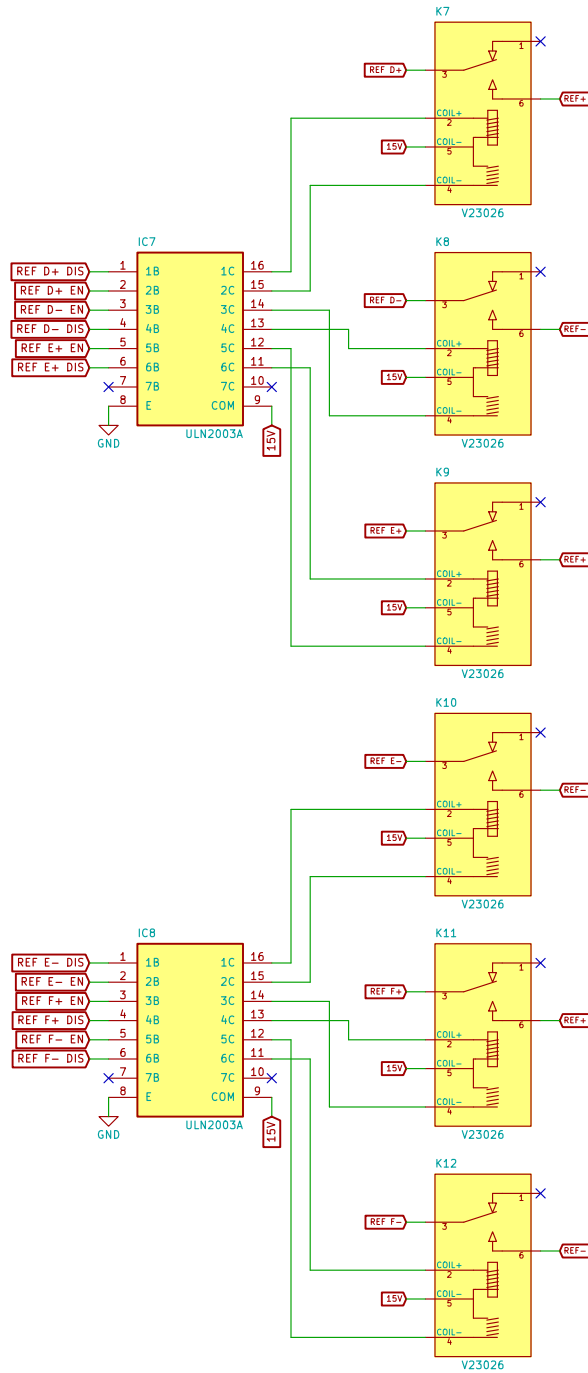 K7
1
REF D+
3
6
REF+
COIL+
2
15V
COIL-
5
COIL-
4
V23026
IC7
REF D+ DIS 1 1B 1C 16
REF D+ EN 2 2B 2C 15
REF D- EN 3 3B 3C 14
REF D- DIS 4 4B 4C 13
REF E+ EN 5 5B 5C 12
REF E+ DIS 6 6B 6C 11
7 7B 7C 10
8 E COM 9
GND
ULN2003A
15V
K8
1
REF D-
3
6
REF-
COIL+
2
15V
COIL-
5
COIL-
4
V23026
K9
1
REF E+
3
6
REF+
COIL+
2
15V
COIL-
5
COIL-
4
V23026
K10
1
REF E-
3
6
REF-
COIL+
2
15V
COIL-
5
COIL-
4
V23026
IC8
REF E- DIS 1 1B 1C 16
REF E- EN 2 2B 2C 15
REF F+ EN 3 3B 3C 14
REF F+ DIS 4 4B 4C 13
REF F- EN 5 5B 5C 12
REF F- DIS 6 6B 6C 11
7 7B 7C 10
8 E COM 9
GND
ULN2003A
15V
K11
1
REF F+
3
6
REF+
COIL+
2
15V
COIL-
5
COIL-
4
V23026
K12
1
REF F-
3
6
REF-
COIL+
2
15V
COIL-
5
COIL-
4
V23026